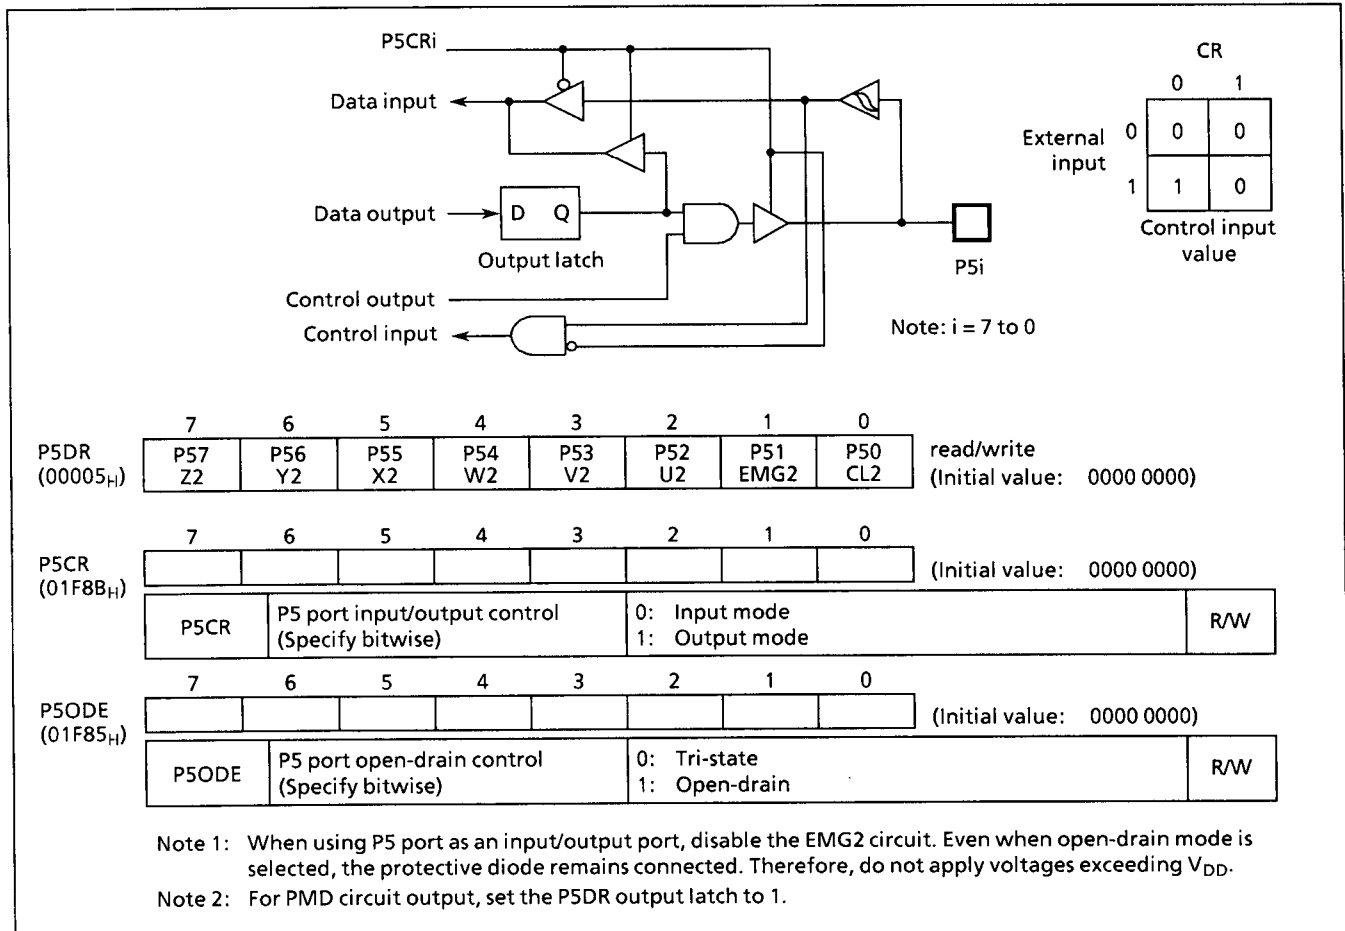 P5CRi
CR
0 1
Data input
External input
0 0 0
1 1 0
Control input value
Data output
D Q
Output latch
P5i
Control output
Control input
Note: i = 7 to 0
7 6 5 4 3 2 1 0
P5DR (00005H)
P57 P56 P55 P54 P53 P52 P51 P50
Z2 Y2 X2 W2 V2 U2 EMG2 CL2
read/write
(Initial value: 0000 0000)
7 6 5 4 3 2 1 0
P5CR (01F8BH)
(Initial value: 0000 0000)
P5CR
P5 port input/output control
(Specify bitwise)
0: Input mode
1: Output mode
R/W
7 6 5 4 3 2 1 0
P5ODE (01F85H)
(Initial value: 0000 0000)
P5ODE
P5 port open-drain control
(Specify bitwise)
0: Tri-state
1: Open-drain
R/W
Note 1: When using P5 port as an input/output port, disable the EMG2 circuit. Even when open-drain mode is
selected, the protective diode remains connected. Therefore, do not apply voltages exceeding VDD.
Note 2: For PMD circuit output, set the P5DR output latch to 1.